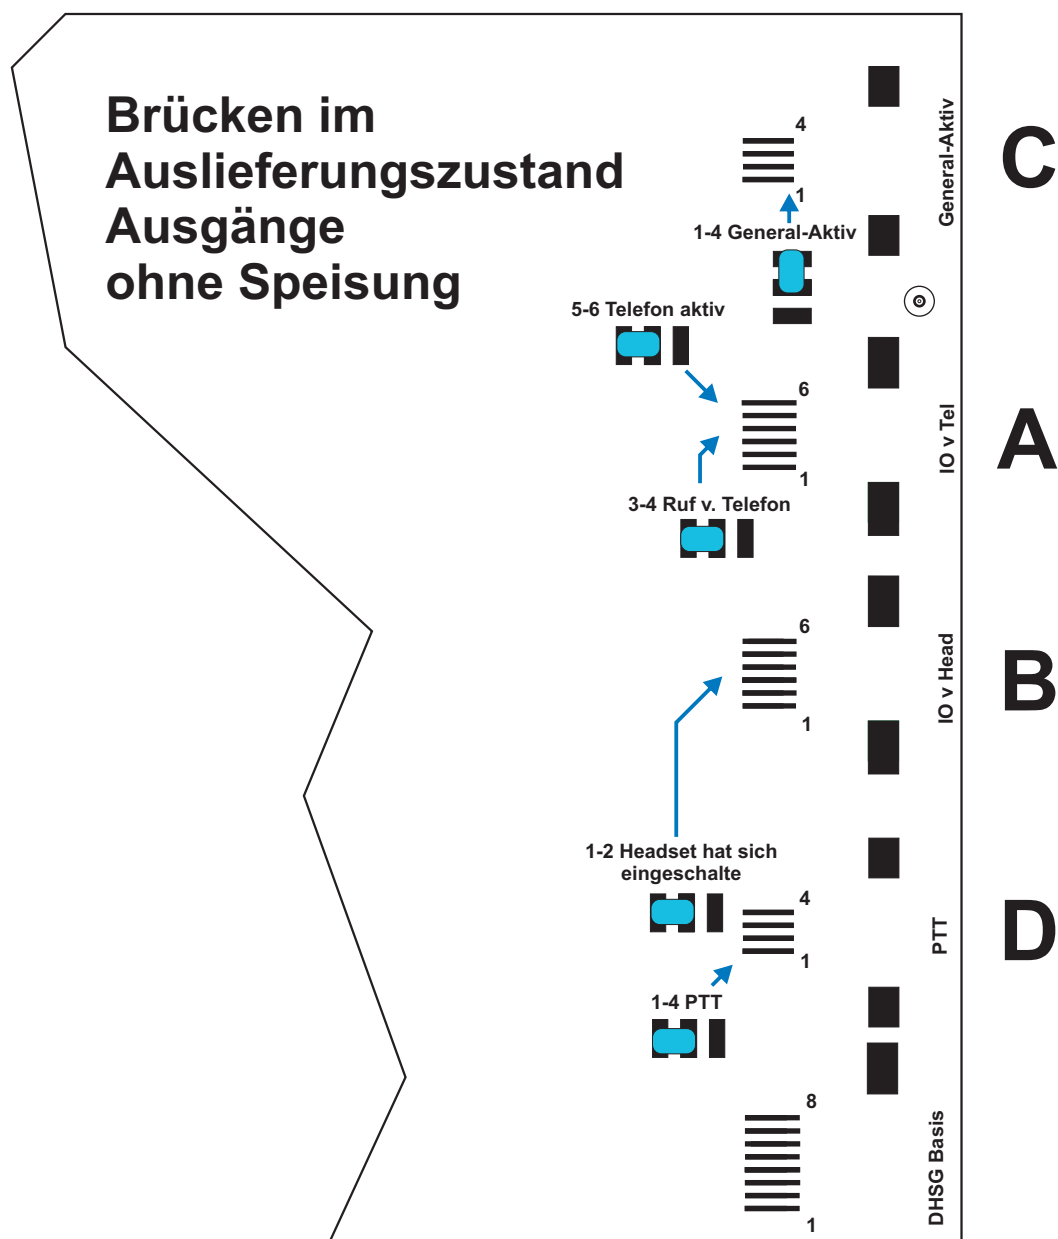 Brücken im
Auslieferungszustand
Ausgänge
ohne Speisung
4
1
General-Aktiv
C
1-4 General-Aktiv
5-6 Telefon aktiv
6
1
IO v Tel
A
3-4 Ruf v. Telefon
6
1
IO v Head
B
1-2 Headset hat sich
eingeschalte
4
1
PTT
D
1-4 PTT
8
1
DHSG Basis